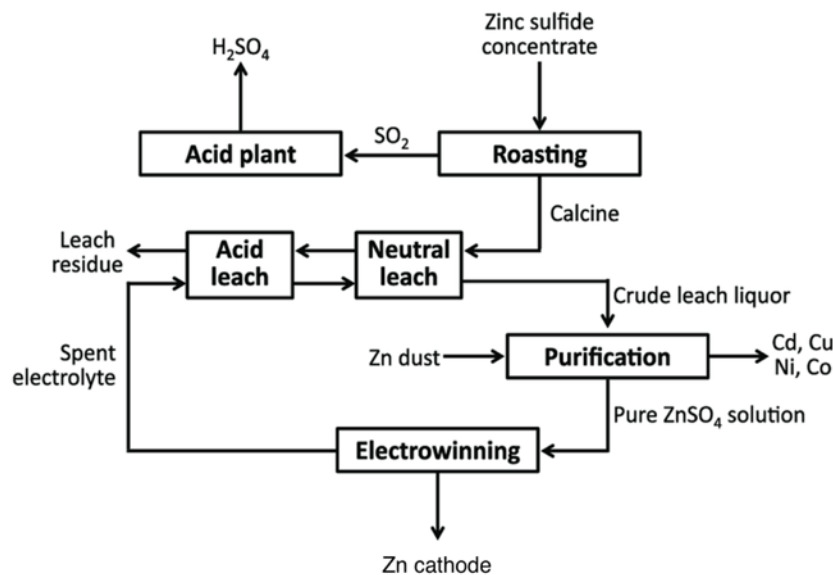 Zinc sulfide
concentrate
H₂SO₄
Acid plant
SO₂
Roasting
Calcine
Leach
residue
Acid
leach
Neutral
leach
Crude leach liquor
Spent
electrolyte
Zn dust
Purification
Cd, Cu
Ni, Co
Pure ZnSO₄ solution
Electrowinning
Zn cathode